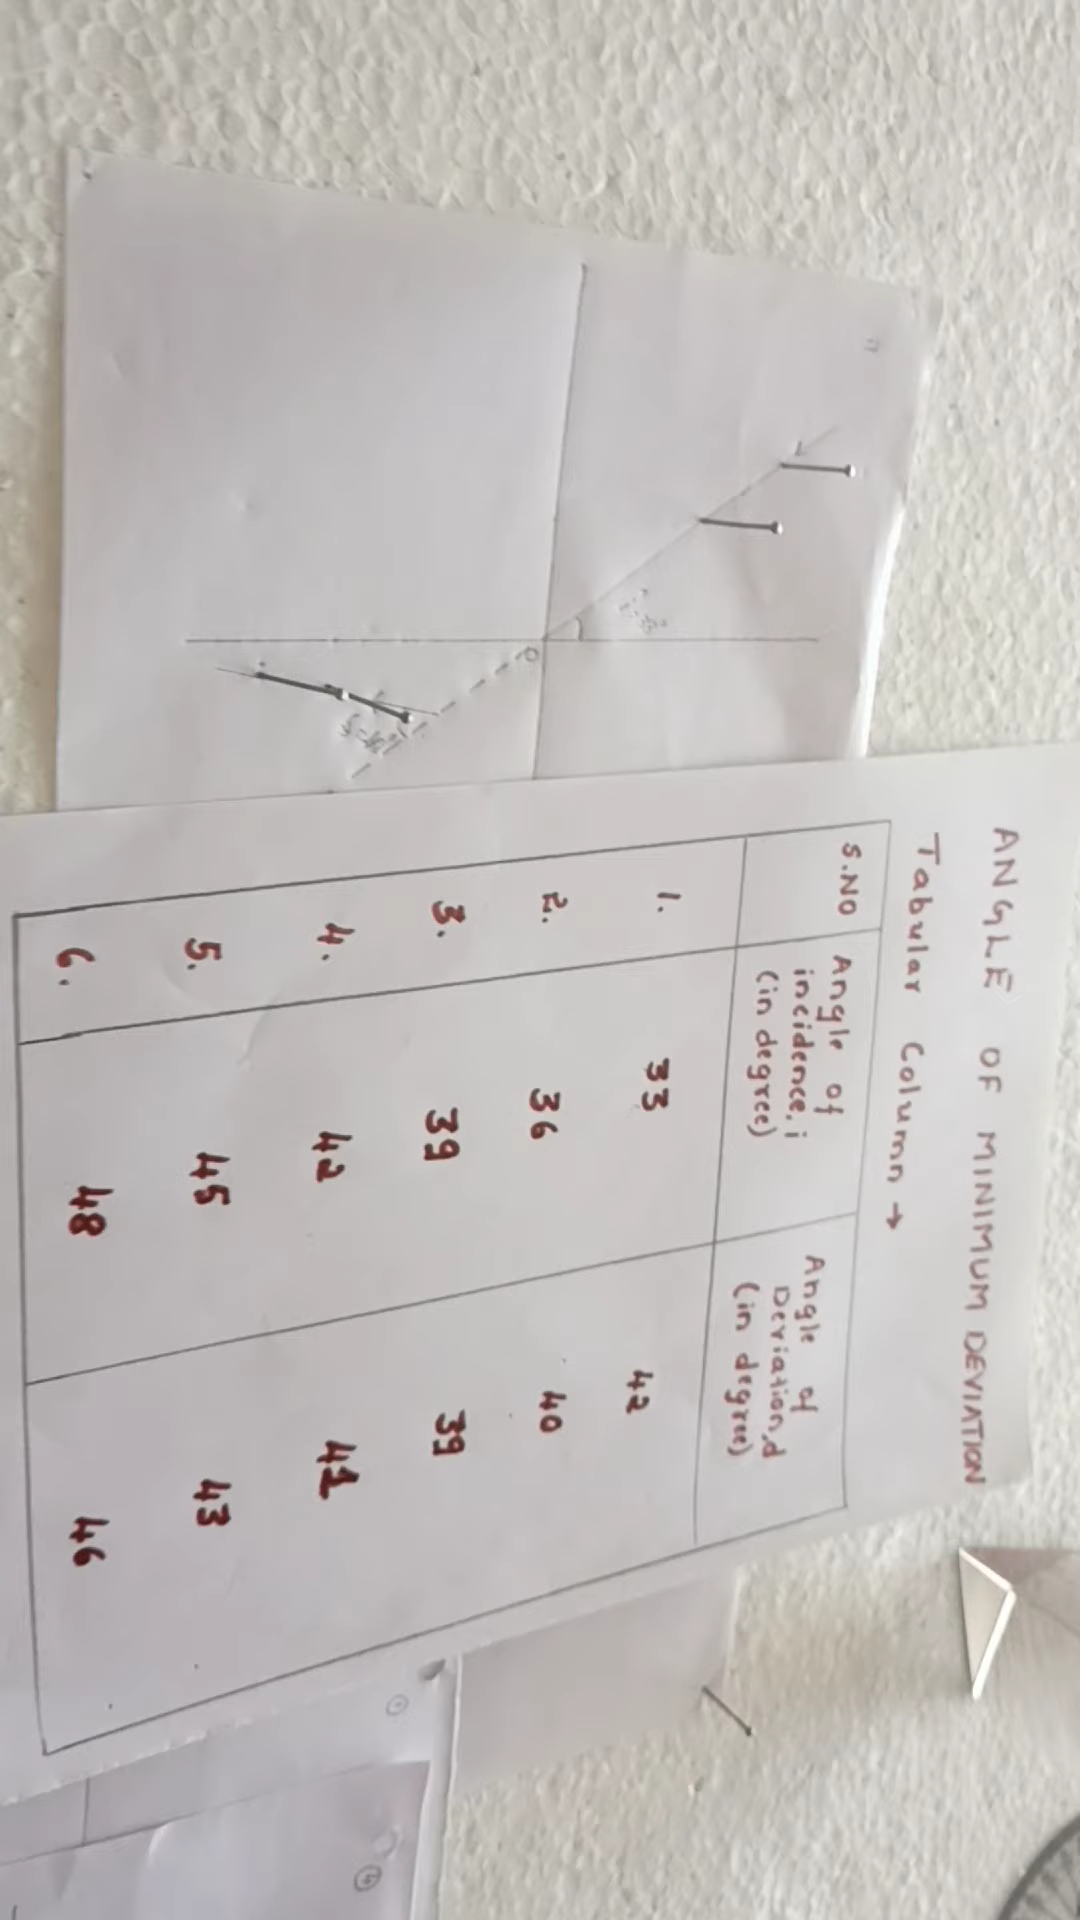 ANGLE OF MINIMUM DEVIATION
Tabular Column →
S.NO
Angle of
incidence, i
(in degree)
Angle of
Deviation,d
(in degree)
1. 33 42
2. 36 40
3. 39 39
4. 42 41
5. 45 43
6. 48 46